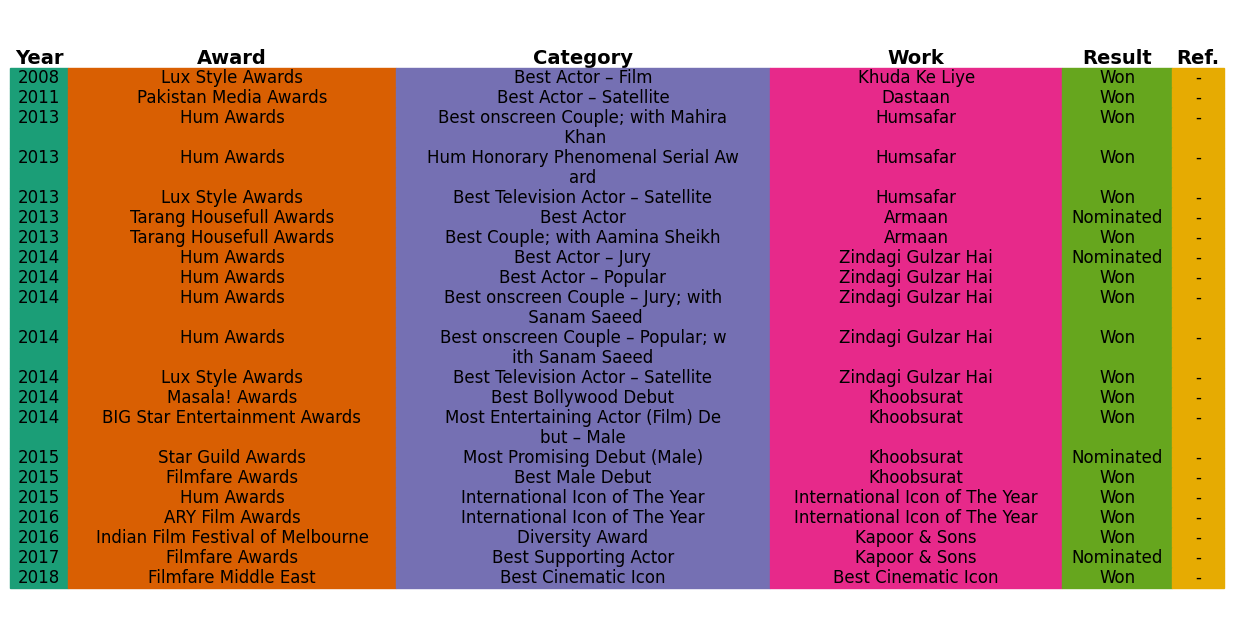 Year Award Category Work Result Ref.
2008 Lux Style Awards Best Actor – Film Khuda Ke Liye Won -
2011 Pakistan Media Awards Best Actor – Satellite Dastaan Won -
2013 Hum Awards Best onscreen Couple; with Mahira Humsafar Won -
Khan
2013 Hum Awards Hum Honorary Phenomenal Serial Aw Humsafar Won -
ard
2013 Lux Style Awards Best Television Actor – Satellite Humsafar Won -
2013 Tarang Housefull Awards Best Actor Armaan Nominated -
2013 Tarang Housefull Awards Best Couple; with Aamina Sheikh Armaan Won -
2014 Hum Awards Best Actor – Jury Zindagi Gulzar Hai Nominated -
2014 Hum Awards Best Actor – Popular Zindagi Gulzar Hai Won -
2014 Hum Awards Best onscreen Couple – Jury; with Zindagi Gulzar Hai Won -
Sanam Saeed
2014 Hum Awards Best onscreen Couple – Popular; w Zindagi Gulzar Hai Won -
ith Sanam Saeed
2014 Lux Style Awards Best Television Actor – Satellite Zindagi Gulzar Hai Won -
2014 Masala! Awards Best Bollywood Debut Khoobsurat Won -
2014 BIG Star Entertainment Awards Most Entertaining Actor (Film) De Khoobsurat Won -
but – Male
2015 Star Guild Awards Most Promising Debut (Male) Khoobsurat Nominated -
2015 Filmfare Awards Best Male Debut Khoobsurat Won -
2015 Hum Awards International Icon of The Year International Icon of The Year Won -
2016 ARY Film Awards International Icon of The Year International Icon of The Year Won -
2016 Indian Film Festival of Melbourne Diversity Award Kapoor & Sons Won -
2017 Filmfare Awards Best Supporting Actor Kapoor & Sons Nominated -
2018 Filmfare Middle East Best Cinematic Icon Best Cinematic Icon Won -